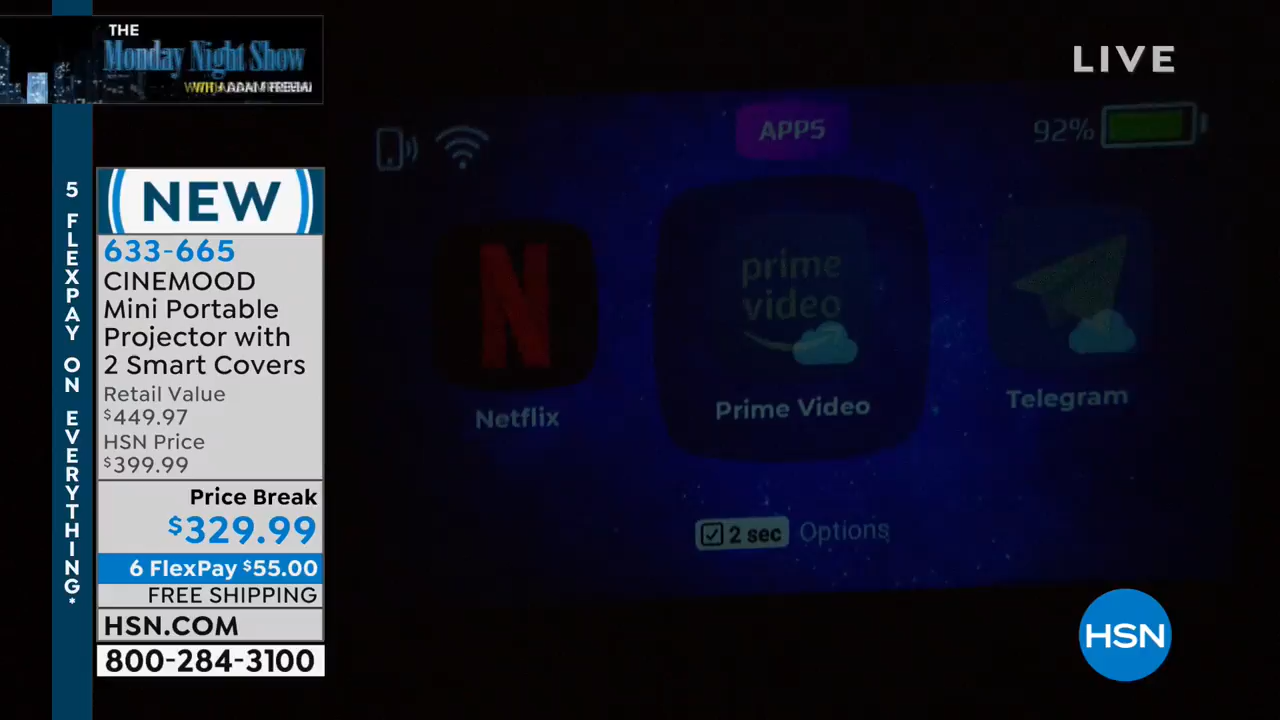 THE
Monday Night Show
LIVE
5 FLEXPAY ON EVERYTHING.*
NEW
633-665
CINEMOOD
Mini Portable
Projector with
2 Smart Covers
Retail Value
$449.97
HSN Price
$399.99
Price Break
$329.99
6 FlexPay $55.00
FREE SHIPPING
HSN.COM
800-284-3100
APPS
92%
N
prime
video
Netflix
Prime Video
Telegram
2 sec Options
HSN